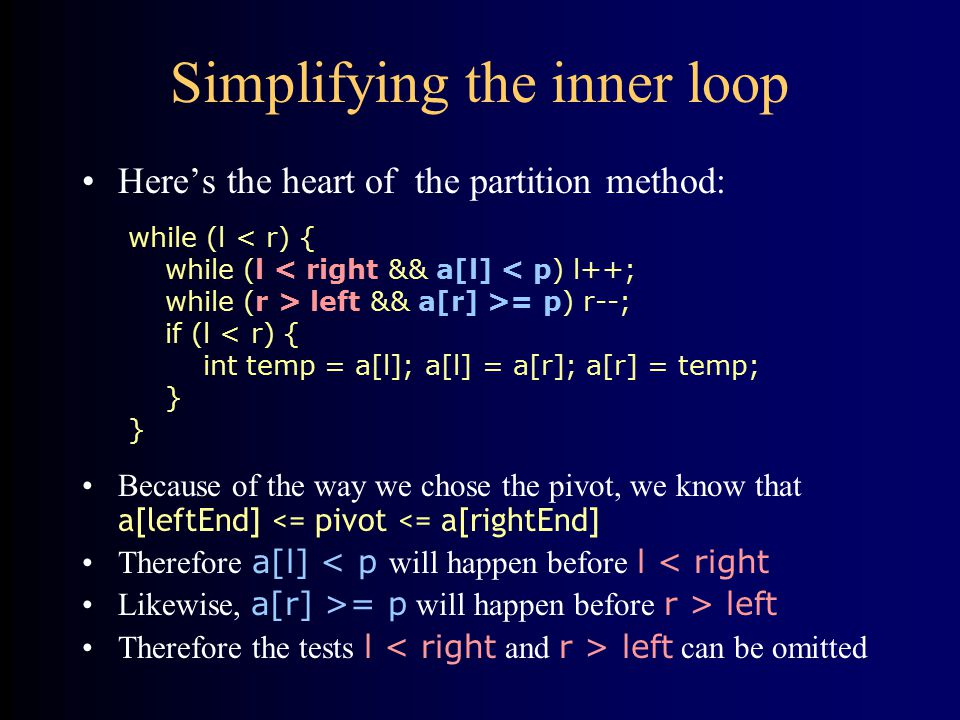 Simplifying the inner loop
• Here’s the heart of the partition method:
while (l < r) {
while (l < right && a[l] < p) l++;
while (r > left && a[r] >= p) r--;
if (l < r) {
int temp = a[l]; a[l] = a[r]; a[r] = temp;
}
}
• Because of the way we chose the pivot, we know that
a[leftEnd] <= pivot <= a[rightEnd]
• Therefore a[l] < p will happen before l < right
• Likewise, a[r] >= p will happen before r > left
• Therefore the tests l < right and r > left can be omitted